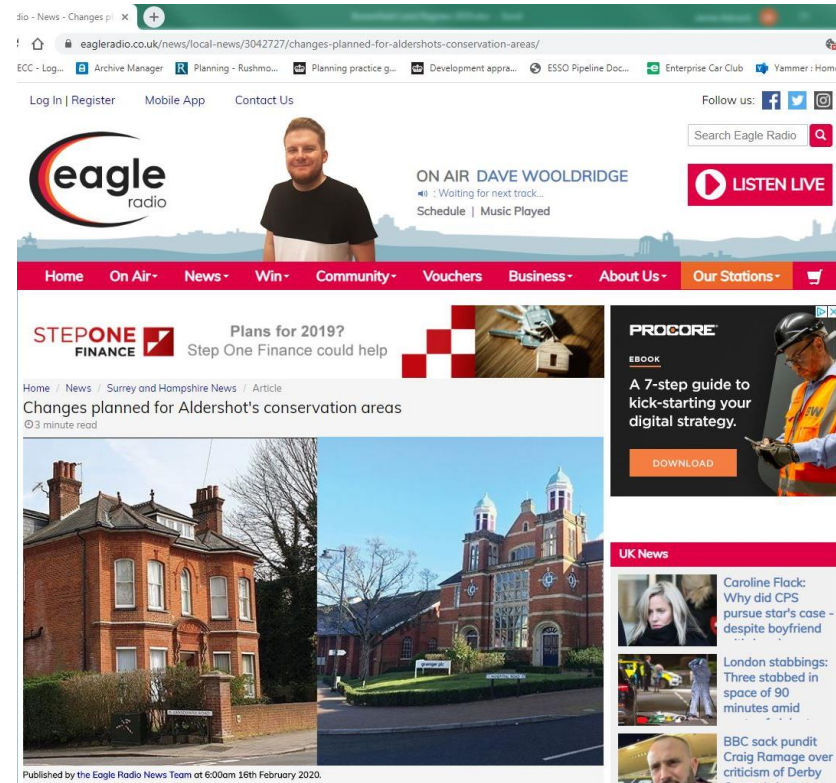 dio - News - Changes p
eagleradio.co.uk/news/local-news/3042727/changes-planned-for-aldershots-conservation-areas/
ECC - Log... Archive Manager Planning - Rushmo... Planning practice g... Development appra... ESSO Pipeline Doc... Enterprise Car Club Yammer : Hom
Log In | Register Mobile App Contact Us Follow us:
Search Eagle Radio
eagle
radio
ON AIR DAVE WOOLDRIDGE
: Waiting for next track...
Schedule | Music Played
LISTEN LIVE
Home On Air News Win Community Vouchers Business About Us Our Stations
STEPONE
FINANCE
Plans for 2019?
Step One Finance could help
PROCORE
EBOOK
A 7-step guide to
kick-starting your
digital strategy.
DOWNLOAD
Home / News / Surrey and Hampshire News / Article
Changes planned for Aldershot's conservation areas
3 minute read
grainger plc
Published by the Eagle Radio News Team at 6:00am 16th February 2020.
UK News
Caroline Flack:
Why did CPS
pursue star's case -
despite boyfriend
London stabbings:
Three stabbed in
space of 90
minutes amid
BBC sack pundit
Craig Ramage over
criticism of Derby